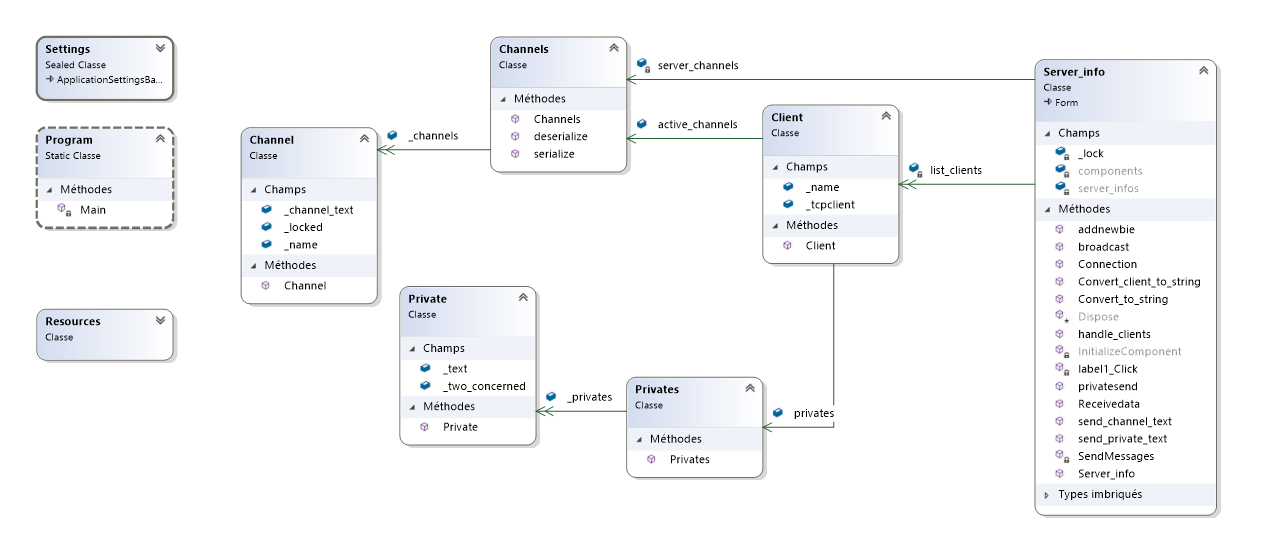 Settings
Sealed Classe
ApplicationSettingsBa...
Program
Static Classe
Méthodes
Main
Resources
Classe
Channel
Classe
Champs
_channel_text
_locked
_name
Méthodes
Channel
_channels
Channels
Classe
Méthodes
Channels
deserialize
serialize
server_channels
active_channels
Private
Classe
Champs
_text
_two_concerned
Méthodes
Private
_privates
Privates
Classe
Méthodes
Privates
privates
Client
Classe
Champs
_name
_tcpclient
Méthodes
Client
list_clients
Server_info
Classe
Form
Champs
_lock
components
server_infos
Méthodes
addnewbie
broadcast
Connection
Convert_client_to_string
Convert_to_string
Dispose
handle_clients
InitializeComponent
label1_Click
privatesend
Receivedata
send_channel_text
send_private_text
SendMessages
Server_info
Types imbriqués